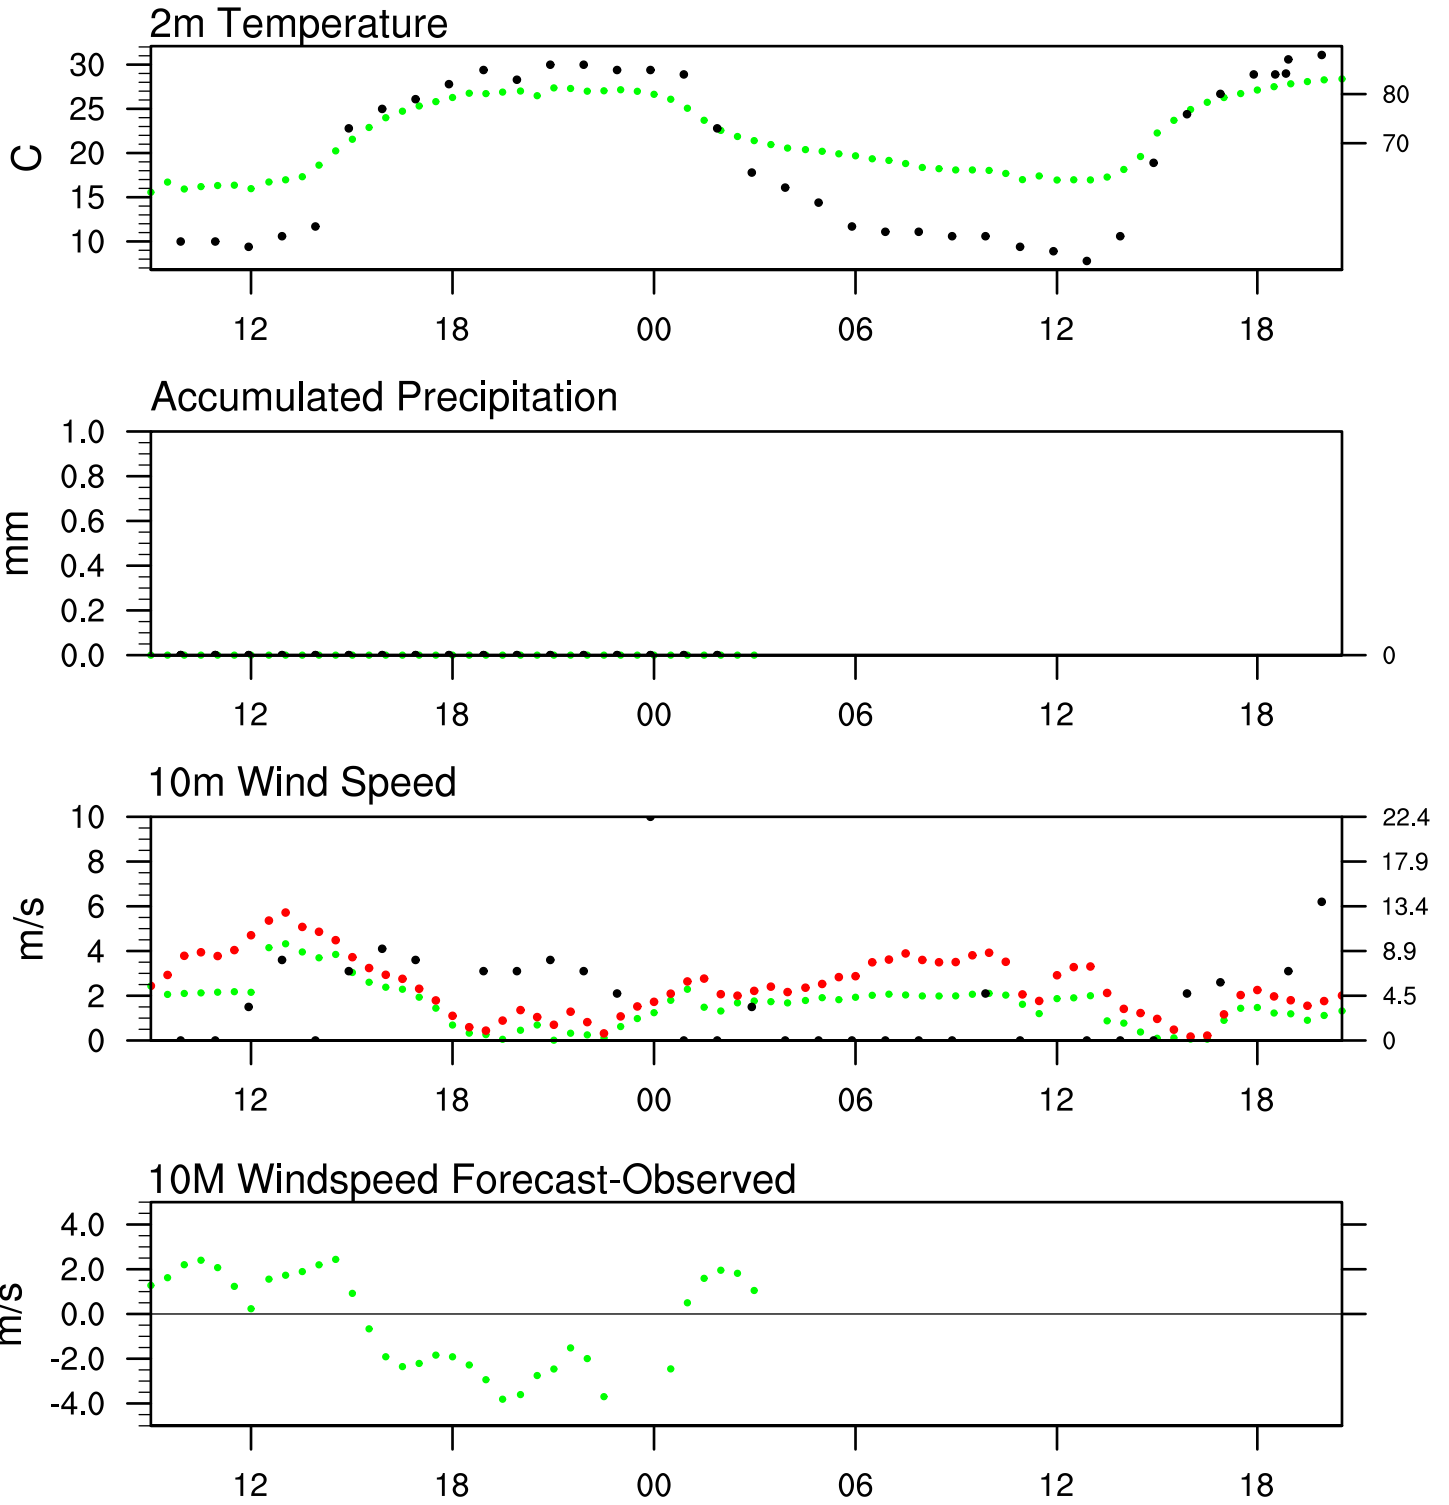 2m Temperature
30
25
20
15
10
C
80
70
12 18 00 06 12 18
Accumulated Precipitation
1.0
0.8
0.6
0.4
0.2
0.0
mm
0
12 18 00 06 12 18
10m Wind Speed
10
8
6
4
2
0
m/s
22.4
17.9
13.4
8.9
4.5
0
12 18 00 06 12 18
10M Windspeed Forecast-Observed
4.0
2.0
0.0
-2.0
-4.0
m/s
12 18 00 06 12 18